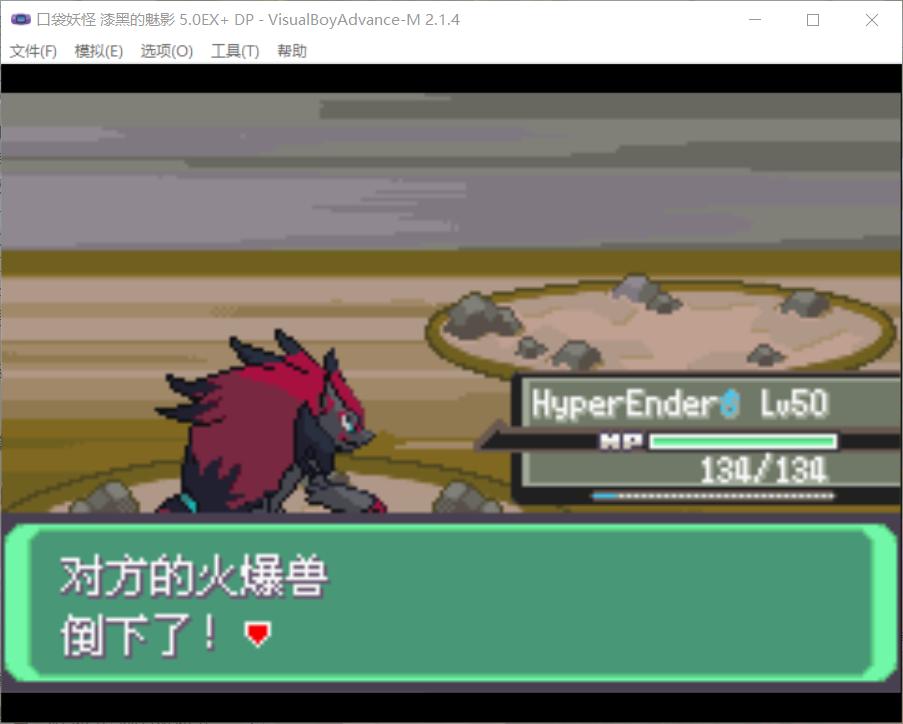 口袋妖怪 漆黑的魅影 5.0EX+ DP - VisualBoyAdvance-M 2.1.4
文件(F) 模拟(E) 选项(O) 工具(T) 帮助
HyperEnder♂ Lv50
HP
134/134
对方的火爆兽
倒下了！